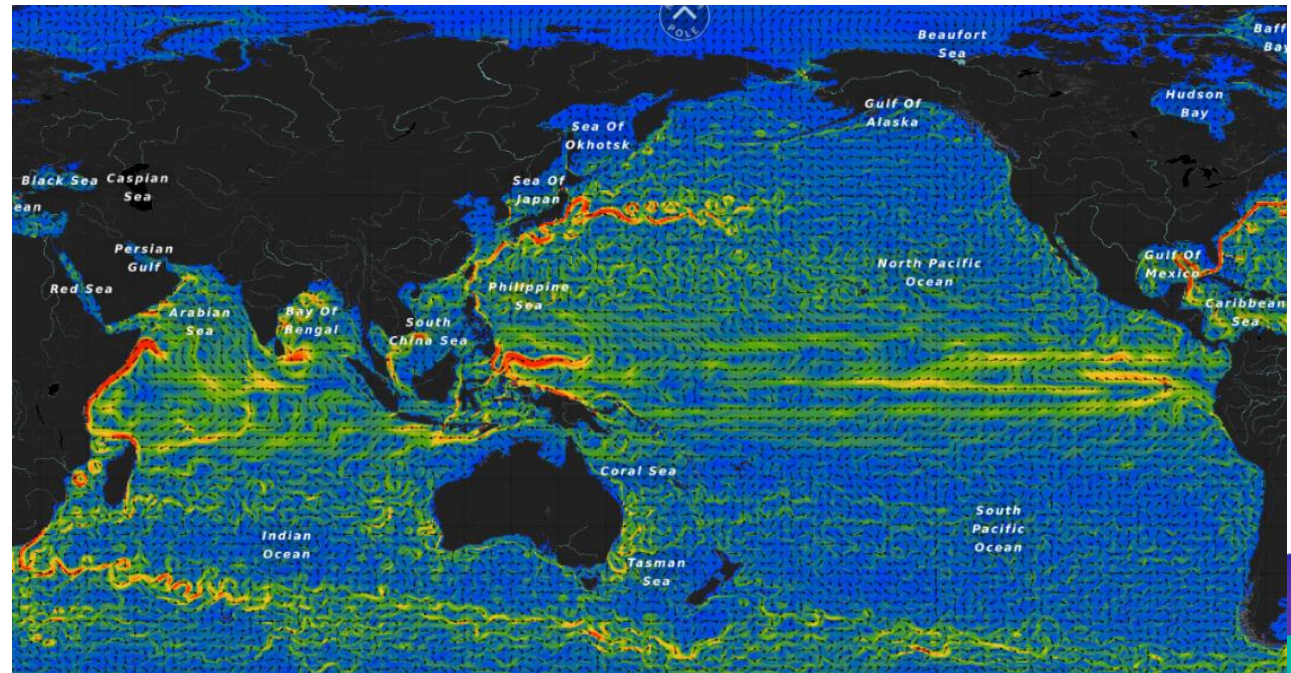 POLE
Beaufort
Sea
Baff
Bay
Hudson
Bay
Gulf Of
Alaska
Sea Of
Okhotsk
Black Sea
Caspian
Sea
ean
Sea Of
Japan
Persian
Gulf
Red Sea
Arabian
Sea
Bay Of
Bengal
South
China Sea
Philippine
Sea
North Pacific
Ocean
Gulf Of
Mexico
Caribbean
Sea
Coral Sea
Indian
Ocean
South
Pacific
Ocean
Tasman
Sea